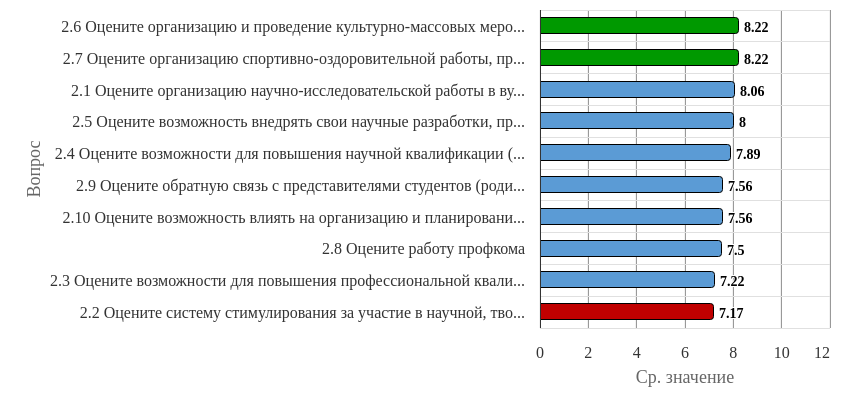 2.6 Оцените организацию и проведение культурно-массовых меро... 8.22
2.7 Оцените организацию спортивно-оздоровительной работы, пр... 8.22
2.1 Оцените организацию научно-исследовательской работы в ву... 8.06
2.5 Оцените возможность внедрять свои научные разработки, пр... 8
2.4 Оцените возможности для повышения научной квалификации (... 7.89
2.9 Оцените обратную связь с представителями студентов (роди... 7.56
2.10 Оцените возможность влиять на организацию и планировани... 7.56
2.8 Оцените работу профкома 7.5
2.3 Оцените возможности для повышения профессиональной квали... 7.22
2.2 Оцените систему стимулирования за участие в научной, тво... 7.17
Вопрос
0 2 4 6 8 10 12
Ср. значение